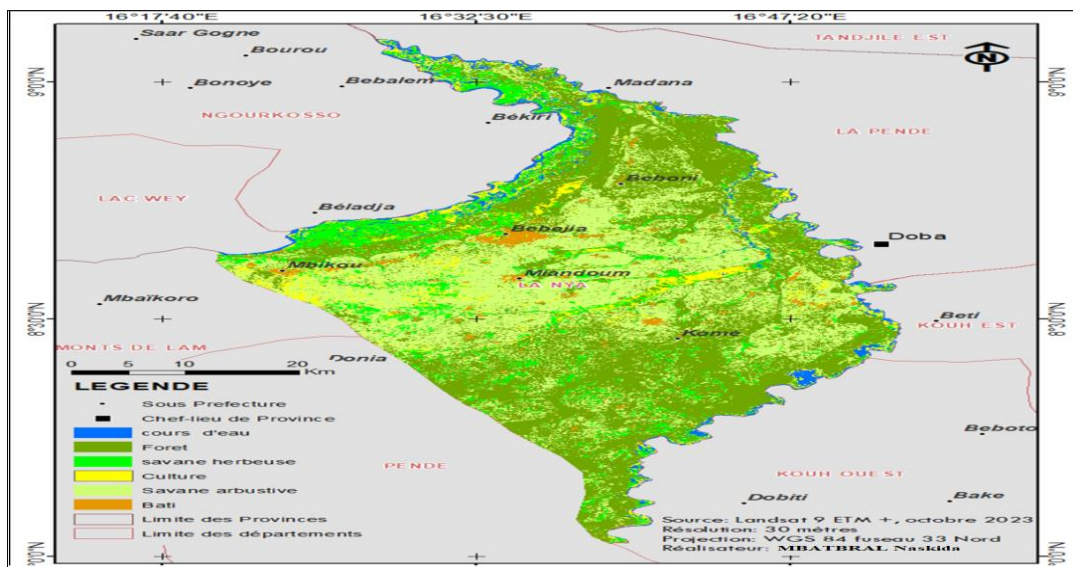 16°17'40"E 16°32'30"E 16°47'20"E
Saar Gogne
TANDJILE EST
Bourou
N
Bonoye
Bebalem
Madana
9°0'0"N
9°0'0"N
NGOURKOSSO
Békiri
LA PENDE
Beboni
LAC WEY
Béladja
Bebejia
Doba
Mbikou
Miandoum
LA NYA
Mbaïkoro
8°30'N
8°30'N
Beti
KOUH EST
Kome
MONTS DE LAM
Donia
0 5 10 20
Km
LEGENDE
Sous Prefecture
Chef-lieu de Province
cours d'eau
Foret
savane herbeuse
Culture
Savane arbustive
Bati
Limite des Provinces
Limite des départements
Beboto
PENDE
KOUH OUEST
Dobiti
Bake
Source: Landsat 9 ETM +, octobre 2023
Résolution: 30 mètres
Projection: WGS 84 fuseau 33 Nord
Réalisateur: MBATBRAL Naskida